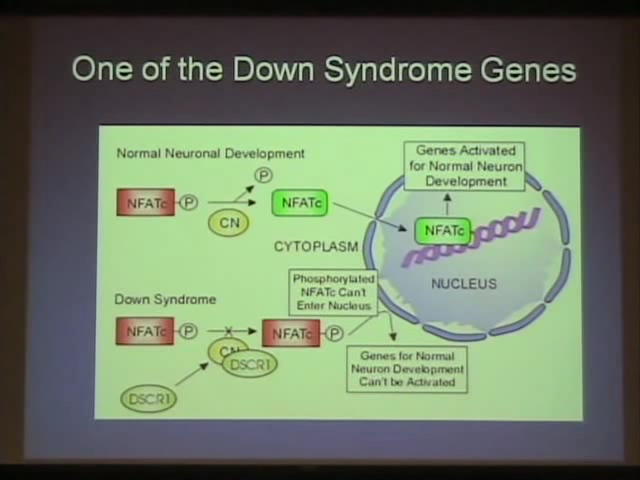 One of the Down Syndrome Genes
Normal Neuronal Development
P
NFATc
P
CN
NFATc
Genes Activated
for Normal Neuron
Development
NFATc
CYTOPLASM
NUCLEUS
Phosphorylated
NFATc Can't
Enter Nucleus
Down Syndrome
NFATc
P
X
NFATc
P
CN
DSCR1
DSCR1
Genes for Normal
Neuron Development
Can't be Activated